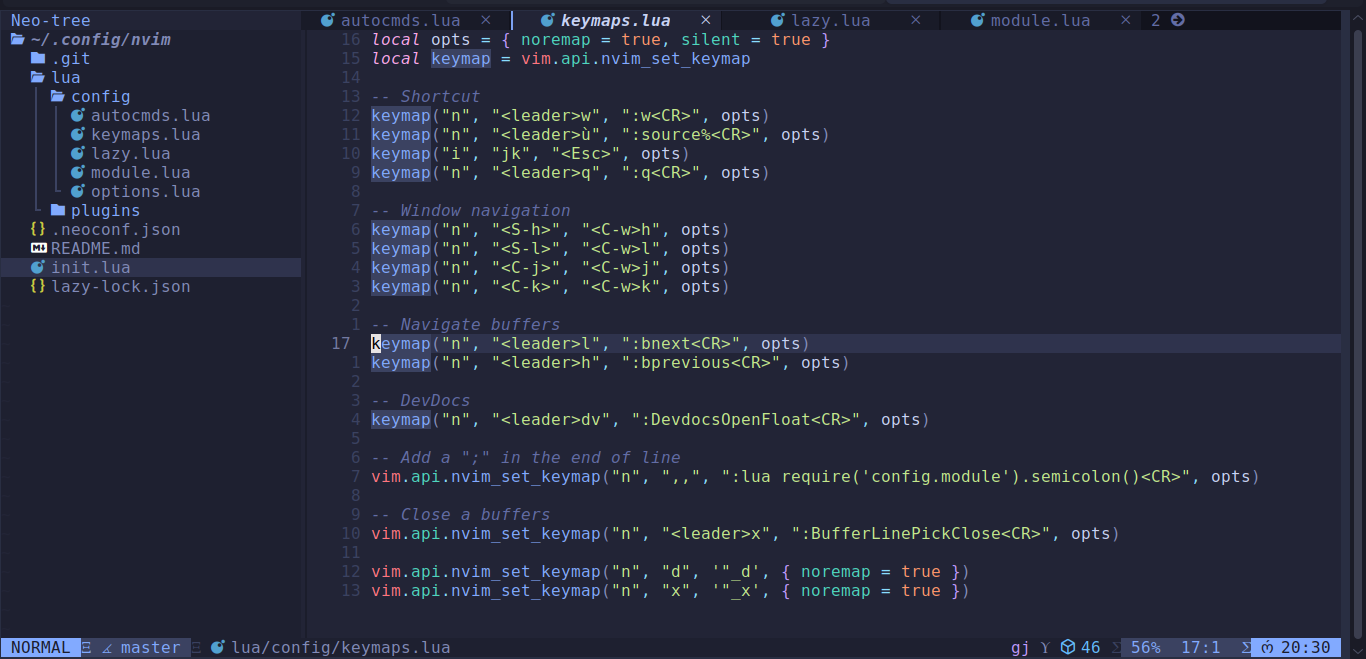 Neo-tree
autocmds.lua × keymaps.lua × lazy.lua × module.lua × 2
~/.config/nvim
.git
lua
config
autocmds.lua
keymaps.lua
lazy.lua
module.lua
options.lua
plugins
{} .neoconf.json
README.md
init.lua
{} lazy-lock.json
16 local opts = { noremap = true, silent = true }
15 local keymap = vim.api.nvim_set_keymap
14
13 -- Shortcut
12 keymap("n", "<leader>w", ":w<CR>", opts)
11 keymap("n", "<leader>ù", ":source%<CR>", opts)
10 keymap("i", "jk", "<Esc>", opts)
9 keymap("n", "<leader>q", ":q<CR>", opts)
8
7 -- Window navigation
6 keymap("n", "<S-h>", "<C-w>h", opts)
5 keymap("n", "<S-l>", "<C-w>l", opts)
4 keymap("n", "<C-j>", "<C-w>j", opts)
3 keymap("n", "<C-k>", "<C-w>k", opts)
2
1 -- Navigate buffers
17 keymap("n", "<leader>l", ":bnext<CR>", opts)
1 keymap("n", "<leader>h", ":bprevious<CR>", opts)
2
3 -- DevDocs
4 keymap("n", "<leader>dv", ":DevdocsOpenFloat<CR>", opts)
5
6 -- Add a ";" in the end of line
7 vim.api.nvim_set_keymap("n", ",,", ":lua require('config.module').semicolon()<CR>", opts)
8
9 -- Close a buffers
10 vim.api.nvim_set_keymap("n", "<leader>x", ":BufferLinePickClose<CR>", opts)
11
12 vim.api.nvim_set_keymap("n", "d", '"_d', { noremap = true })
13 vim.api.nvim_set_keymap("n", "x", '"_x', { noremap = true })
NORMAL master lua/config/keymaps.lua gj 46 56% 17:1 20:30